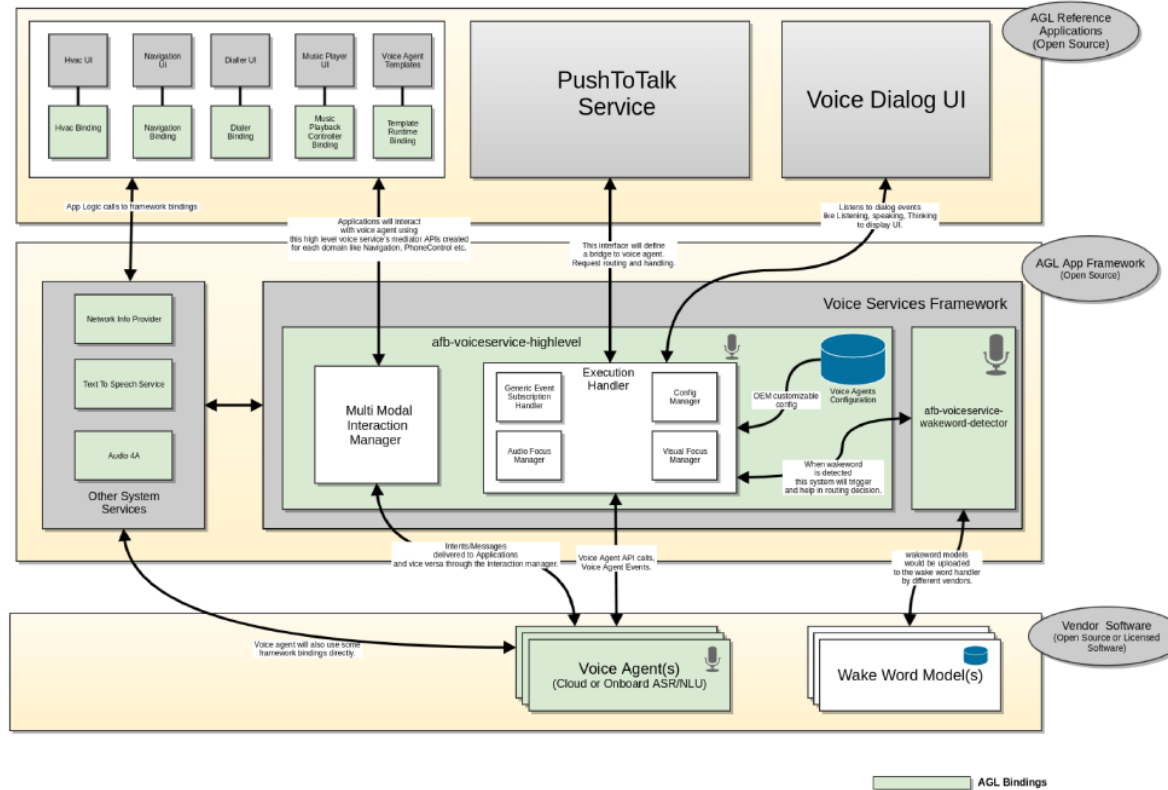 AGL Reference
Applications
(Open Source)
Hvac UI
Navigation
UI
Dialler UI
Music Player
UI
Voice Agent
Templates
Hvac Binding
Navigation
Binding
Dialer
Binding
Music
Playback
Controller
Binding
Template
Runtime
Binding
PushToTalk
Service
Voice Dialog UI
App Logic calls to framework bindings
Applications will interact
with voice agent using
this high level voice service's mediator APIs created
for each domain like Navigation, PhoneControl etc.
This interface will define
a bridge to voice agent.
Request routing and handling.
Listens to dialog events
like Listening, speaking, Thinking
to display UI.
AGL App Framework
(Open Source)
Network Info Provider
Text To Speech Service
Audio 4A
Other System
Services
Voice Services Framework
afb-voiceservice-highlevel
Multi Modal
Interaction
Manager
Execution
Handler
Generic Event
Subscription
Handler
Config
Manager
Audio Focus
Manager
Visual Focus
Manager
OEM customizable
config
Voice Agents
Configuration
When wakeword
is detected
this system will trigger
and help in routing decision.
afb-voiceservice-
wakeword-detector
Intents/Messages
delivered to Applications
and vice versa through the interaction manager.
Voice Agent API calls,
Voice Agent Events.
wakeword models
would be uploaded
to the wake word handler
by different vendors.
Vendor Software
(Open Source or Licensed
Software)
Voice agent will also use some
framework bindings directly.
Voice Agent(s)
(Cloud or Onboard ASR/NLU)
Wake Word Model(s)
AGL Bindings